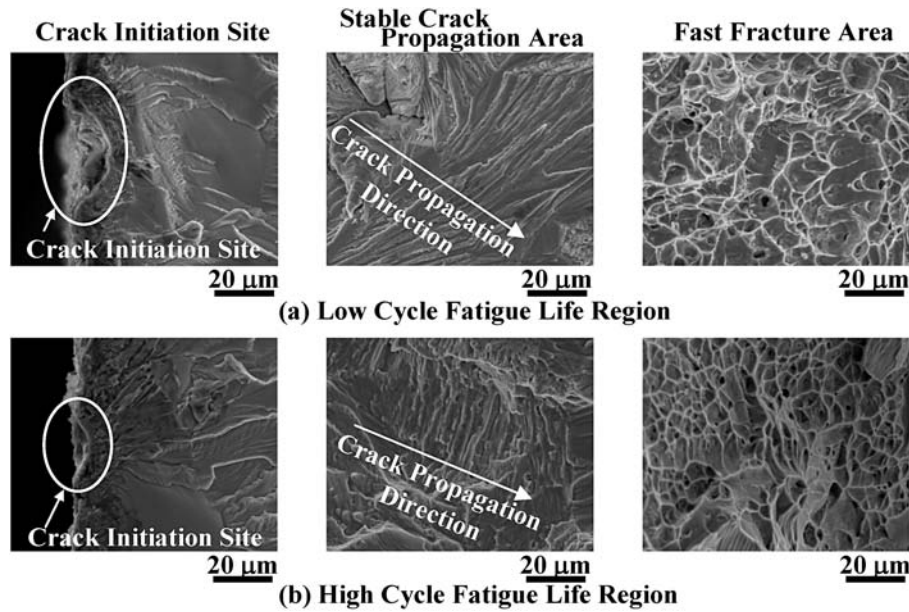 Crack Initiation Site
Stable Crack
Propagation Area
Fast Fracture Area
Crack Initiation Site
Crack Propagation
Direction
20 μm
20 μm
20 μm
(a) Low Cycle Fatigue Life Region
Crack Initiation Site
Crack Propagation
Direction
20 μm
20 μm
20 μm
(b) High Cycle Fatigue Life Region